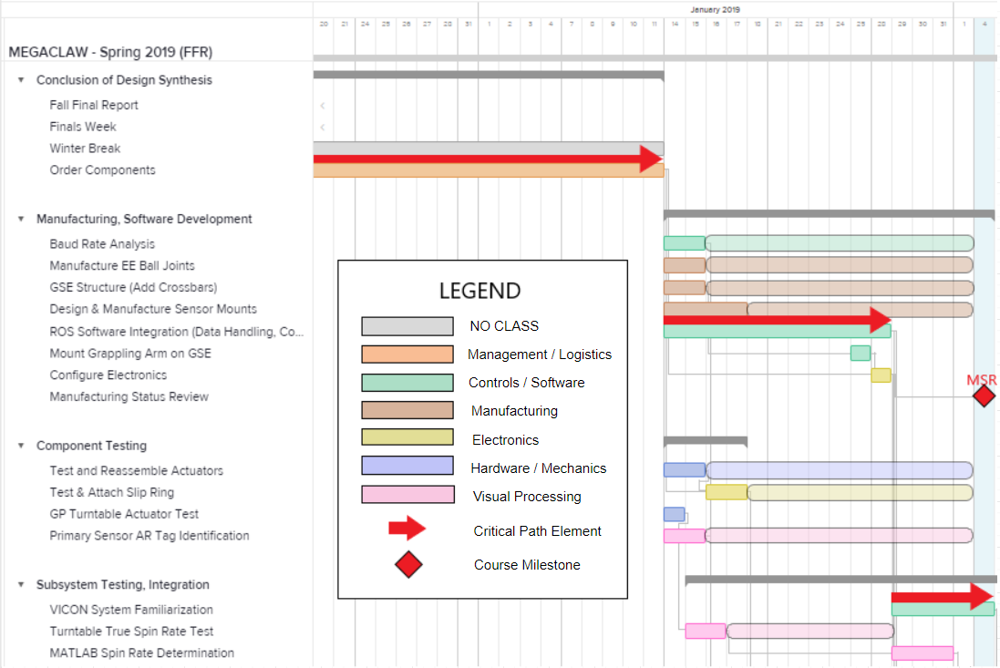 January 2019
20 21 24 25 26 27 28 31 1 2 3 4 7 8 9 10 11 14 15 16 17 18 21 22 23 24 25 28 29 30 31 1 4
MEGACLAW - Spring 2019 (FFR)
Conclusion of Design Synthesis
Fall Final Report
Finals Week
Winter Break
Order Components
Manufacturing, Software Development
Baud Rate Analysis
Manufacture EE Ball Joints
GSE Structure (Add Crossbars)
Design & Manufacture Sensor Mounts
ROS Software Integration (Data Handling, Co...
Mount Grappling Arm on GSE
Configure Electronics
Manufacturing Status Review
MSR
LEGEND
NO CLASS
Management / Logistics
Controls / Software
Manufacturing
Electronics
Hardware / Mechanics
Visual Processing
Critical Path Element
Course Milestone
Component Testing
Test and Reassemble Actuators
Test & Attach Slip Ring
GP Turntable Actuator Test
Primary Sensor AR Tag Identification
Subsystem Testing, Integration
VICON System Familiarization
Turntable True Spin Rate Test
MATLAB Spin Rate Determination